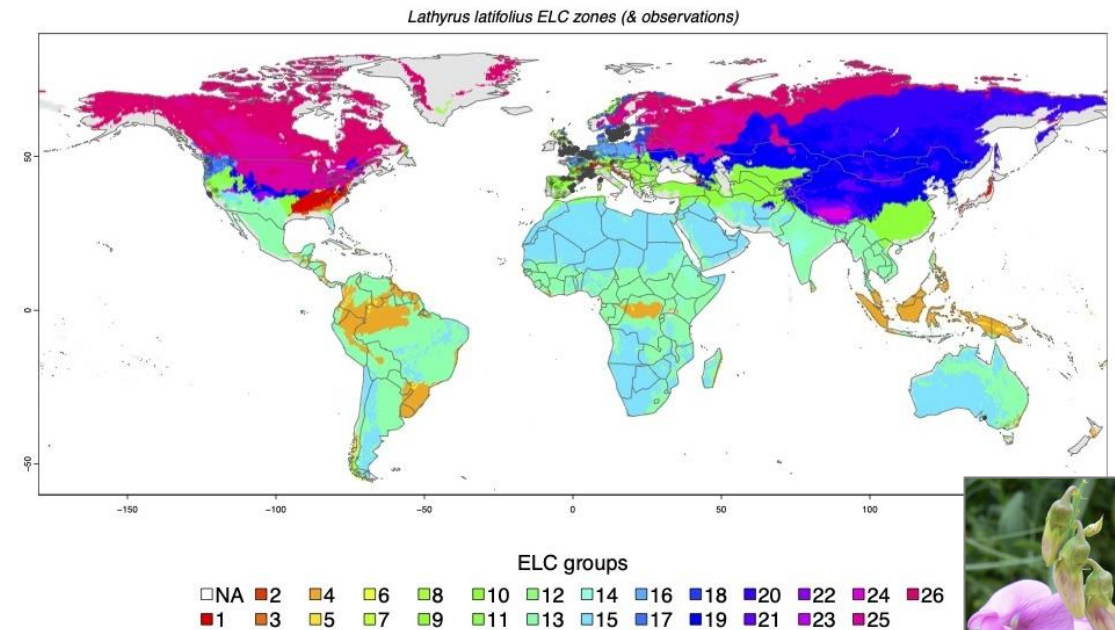 Lathyrus latifolius ELC zones (& observations)
50
0
−50
−150 −100 −50 0 50 100
ELC groups
NA 2 4 6 8 10 12 14 16 18 20 22 24 26
1 3 5 7 9 11 13 15 17 19 21 23 25